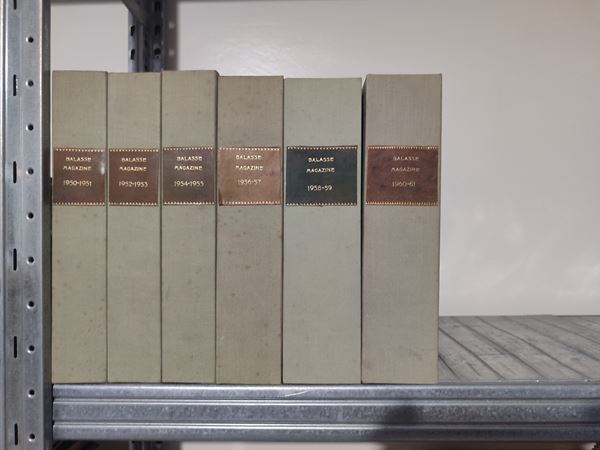 BALASSE
MAGAZINE
1950-1951
BALASSE
MAGAZINE
1952-1953
BALASSE
MAGAZINE
1954-1955
BALASSE
MAGAZINE
1956-57
BALASSE
MAGAZINE
1958-59
BALASSE
MAGAZINE
1960-61